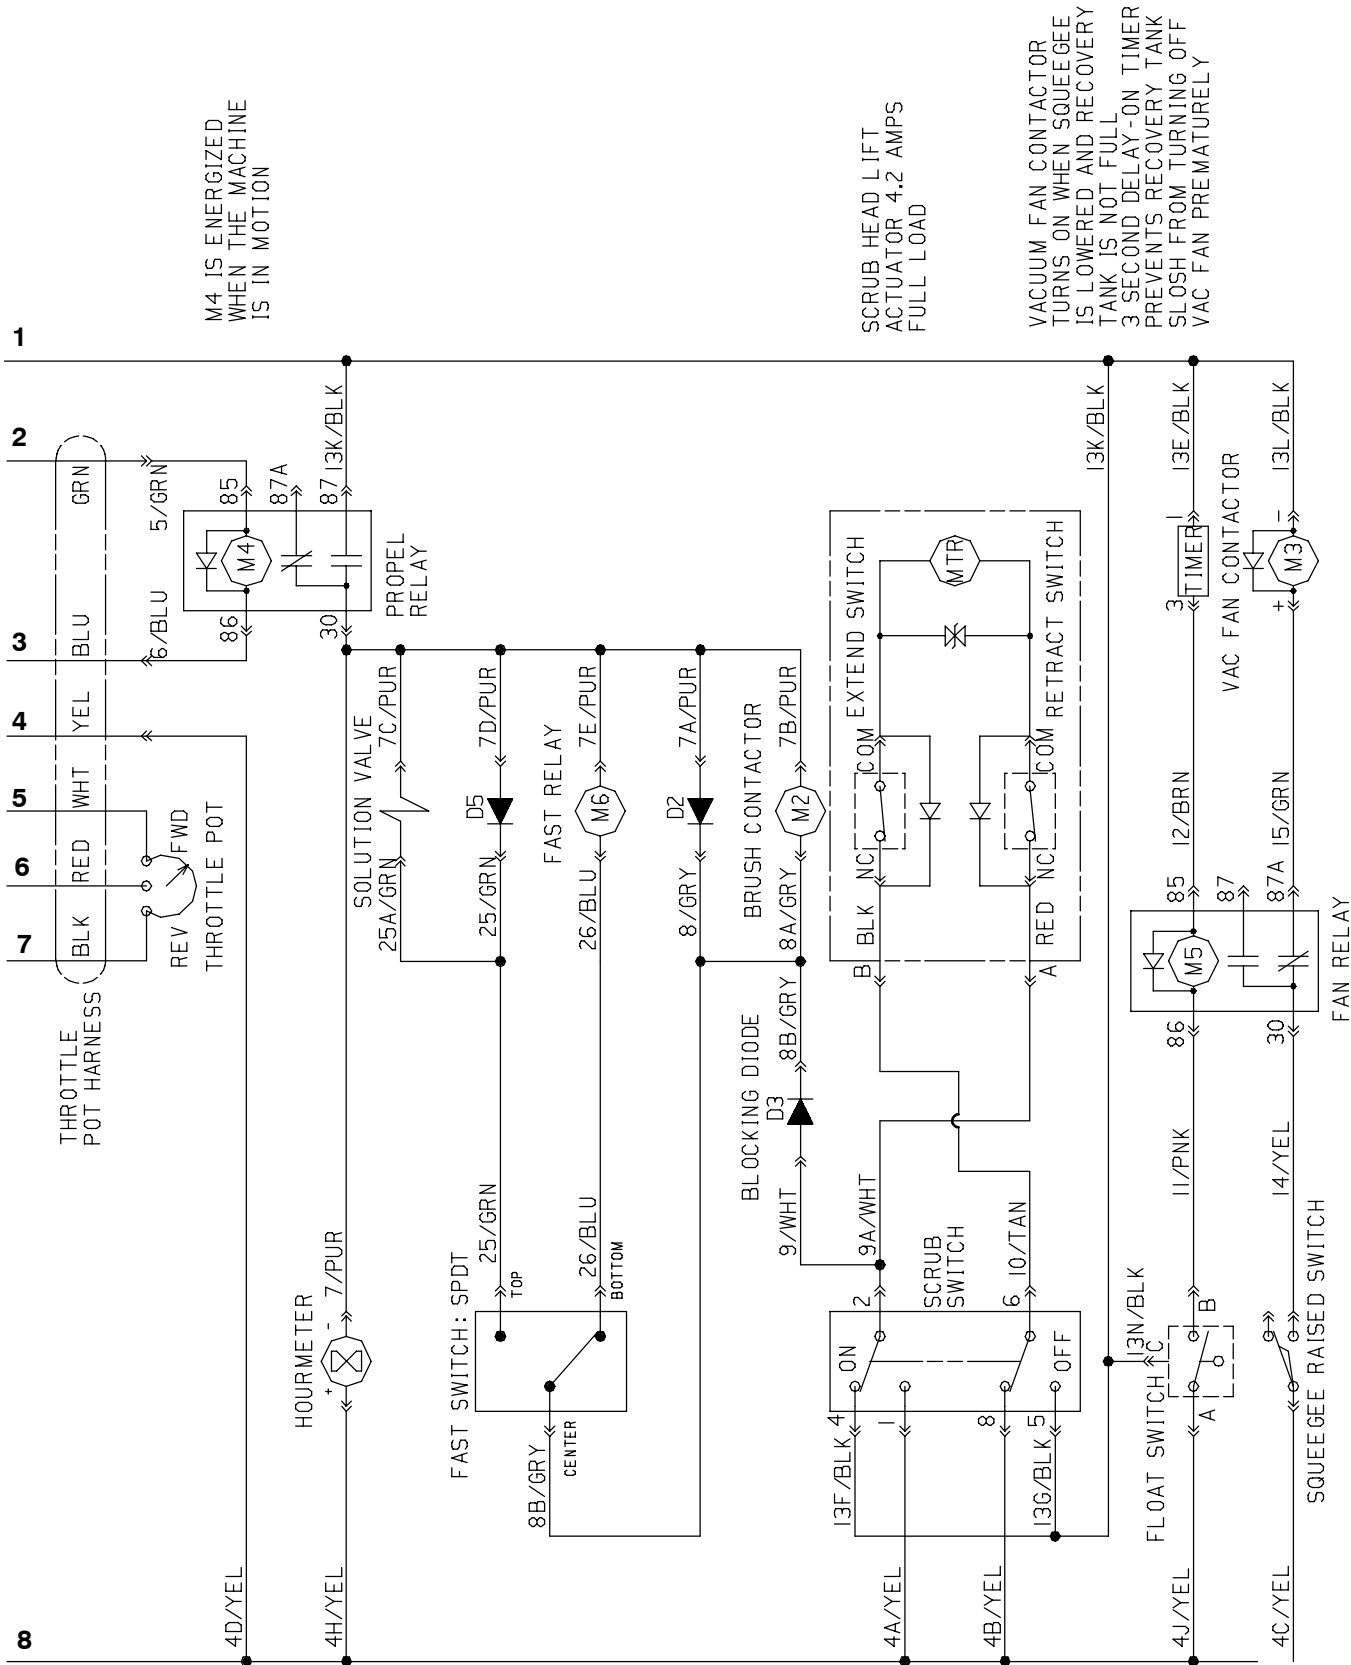 1
2
3
4
5
6
7
8
M4 IS ENERGIZED
WHEN THE MACHINE
IS IN MOTION
SCRUB HEAD LIFT
ACTUATOR 4.2 AMPS
FULL LOAD
VACUUM FAN CONTACTOR
TURNS ON WHEN SQUEEGEE
IS LOWERED AND RECOVERY
TANK IS NOT FULL
3 SECOND DELAY-ON TIMER
PREVENTS RECOVERY TANK
SLOSH FROM TURNING OFF
VAC FAN PREMATURELY
GRN
BLU
YEL
WHT
RED
BLK
FWD
REV
THROTTLE POT
THROTTLE
POT HARNESS
5/GRN
6/BLU
85
87A
87
13K/BLK
M4
86
30
PROPEL
RELAY
4D/YEL
HOURMETER
+
-
7/PUR
4H/YEL
SOLUTION VALVE
7C/PUR
25A/GRN
7D/PUR
D5
25/GRN
25/GRN
FAST RELAY
7E/PUR
M6
26/BLU
26/BLU
TOP
BOTTOM
FAST SWITCH: SPDT
CENTER
8B/GRY
7A/PUR
D2
8/GRY
BRUSH CONTACTOR
7B/PUR
M2
8A/GRY
8B/GRY
BLOCKING DIODE
D3
9/WHT
9A/WHT
EXTEND SWITCH
MTR
RETRACT SWITCH
COM
NC
BLK
B
COM
NC
RED
A
10/TAN
SCRUB
SWITCH
2
6
ON
OFF
4
1
8
5
13F/BLK
13G/BLK
4A/YEL
4B/YEL
13K/BLK
13N/BLK
13E/BLK
13L/BLK
1
TIMER
3
VAC FAN CONTACTOR
-
M3
+
12/BRN
15/GRN
85
87
87A
M5
86
30
FAN RELAY
11/PNK
14/YEL
C
B
A
FLOAT SWITCH
SQUEEGEE RAISED SWITCH
4J/YEL
4C/YEL